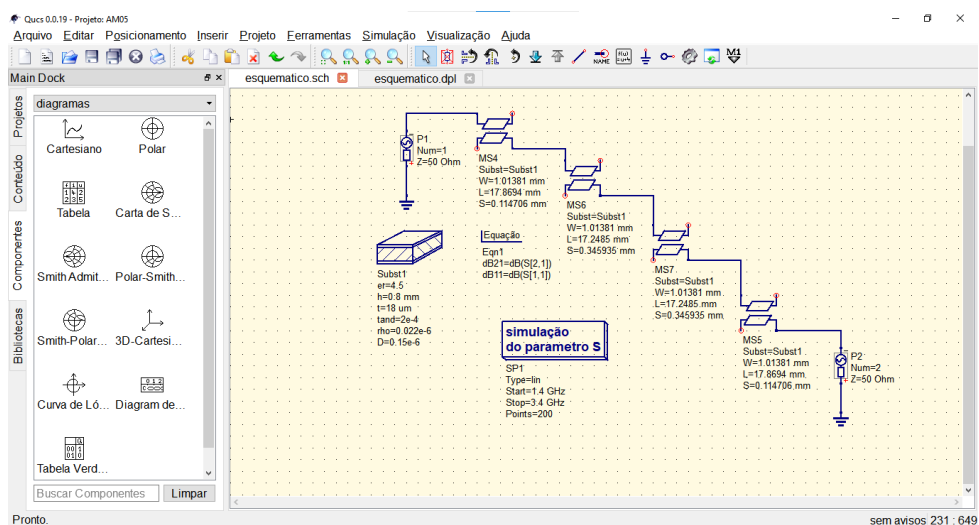 Qucs 0.0.19 - Projeto: AM05
Arquivo Editar Posicionamento Inserir Projeto Ferramentas Simulação Visualização Ajuda
Main Dock
esquematico.sch
esquematico.dpl
Projetos
Conteúdo
Componentes
Bibliotecas
diagramas
Cartesiano
Polar
Tabela
Carta de S...
Smith Admit...
Polar-Smith...
Smith-Polar...
3D-Cartesi...
Curva de Ló...
Diagram de...
Tabela Verd...
Buscar Componentes
Limpar
P1
Num=1
Z=50 Ohm
MS4
Subst=Subst1
W=1.01381 mm
L=17.8694 mm
S=0.114706 mm
MS6
Subst=Subst1
W=1.01381 mm
L=17.2485 mm
S=0.345935 mm
MS7
Subst=Subst1
W=1.01381 mm
L=17.2485 mm
S=0.345935 mm
MS5
Subst=Subst1
W=1.01381 mm
L=17.8694 mm
S=0.114706 mm
P2
Num=2
Z=50 Ohm
Subst1
er=4.5
h=0.8 mm
t=18 um
tand=2e-4
rho=0.022e-6
D=0.15e-6
Equação
Eqn1
dB21=dB(S[2,1])
dB11=dB(S[1,1])
simulação
do parametro S
SP1
Type=lin
Start=1.4 GHz
Stop=3.4 GHz
Points=200
Pronto.
sem avisos 231 : 649